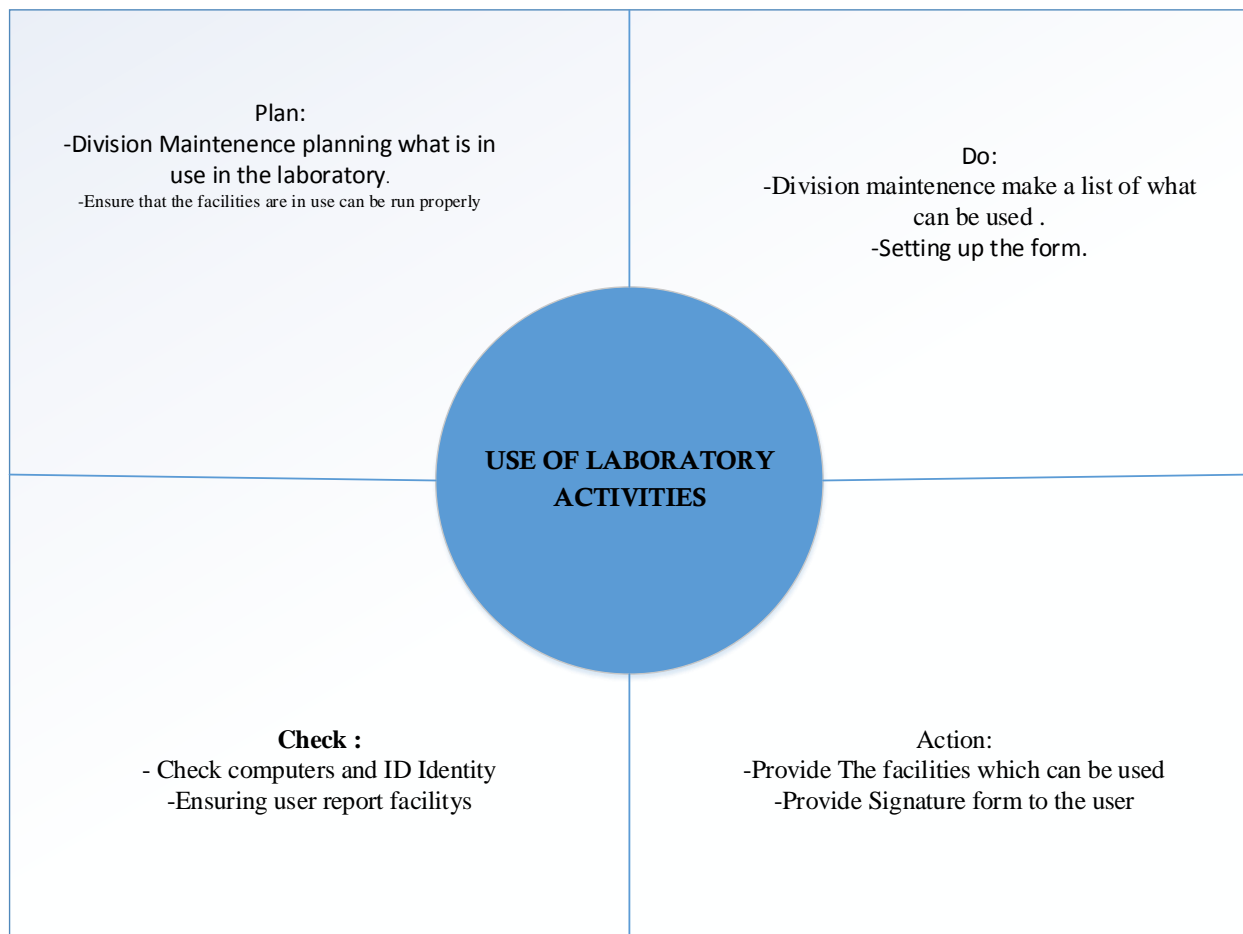 Plan:
-Division Maintenence planning what is in
use in the laboratory.
-Ensure that the facilities are in use can be run properly
Do:
-Division maintenence make a list of what
can be used .
-Setting up the form.
USE OF LABORATORY
ACTIVITIES
Check :
- Check computers and ID Identity
-Ensuring user report facilitys
Action:
-Provide The facilities which can be used
-Provide Signature form to the user